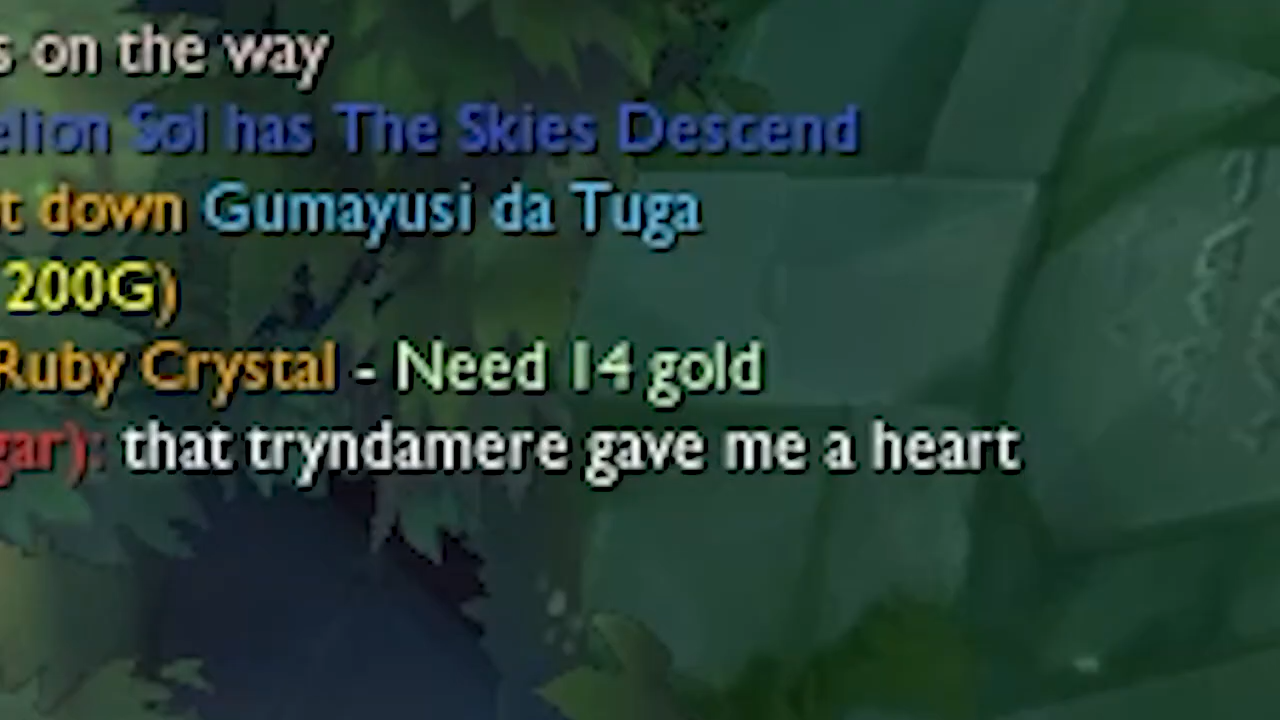 s on the way
elion Sol has The Skies Descend
t down Gumayusi da Tuga
200G)
Ruby Crystal - Need 14 gold
gar): that tryndamere gave me a heart